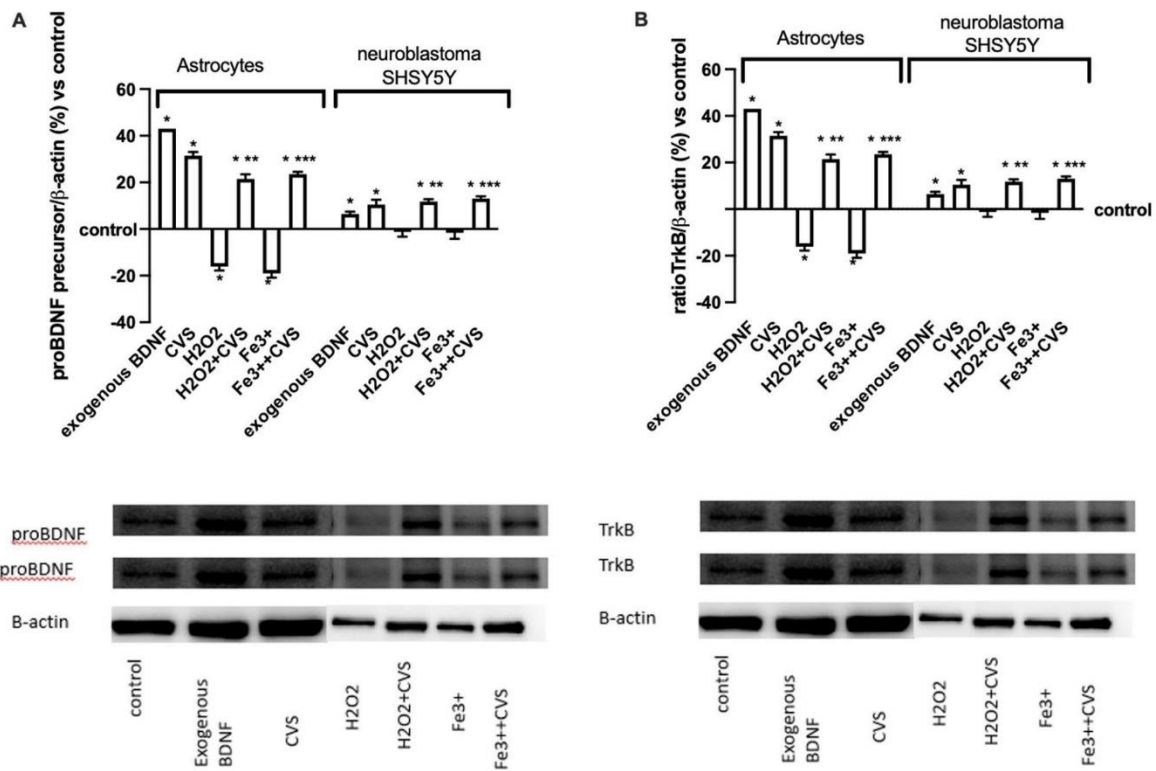 A
proBDNF precursor/β-actin (%) vs control
Astrocytes
neuroblastoma
SHSY5Y
60
40
20
control
-20
-40
*
*
*
* **
*
* ***
*
*
* **
* ***
exogenous BDNF
CVS
H2O2
H2O2+CVS
Fe3+
Fe3++CVS
exogenous BDNF
CVS
H2O2
H2O2+CVS
Fe3+
Fe3++CVS
proBDNF
proBDNF
B-actin
control
Exogenous
BDNF
CVS
H2O2
H2O2+CVS
Fe3+
Fe3++CVS
B
ratioTrkB/β-actin (%) vs control
Astrocytes
neuroblastoma
SHSY5Y
60
40
20
-20
-40
control
*
*
*
* **
*
* ***
*
*
* **
* ***
exogenous BDNF
CVS
H2O2
H2O2+CVS
Fe3+
Fe3++CVS
exogenous BDNF
CVS
H2O2
H2O2+CVS
Fe3+
Fe3++CVS
TrkB
TrkB
B-actin
control
Exogenous
BDNF
CVS
H2O2
H2O2+CVS
Fe3+
Fe3++CVS